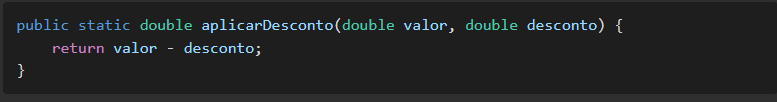 public static double aplicarDesconto(double valor, double desconto) {
    return valor - desconto;
}